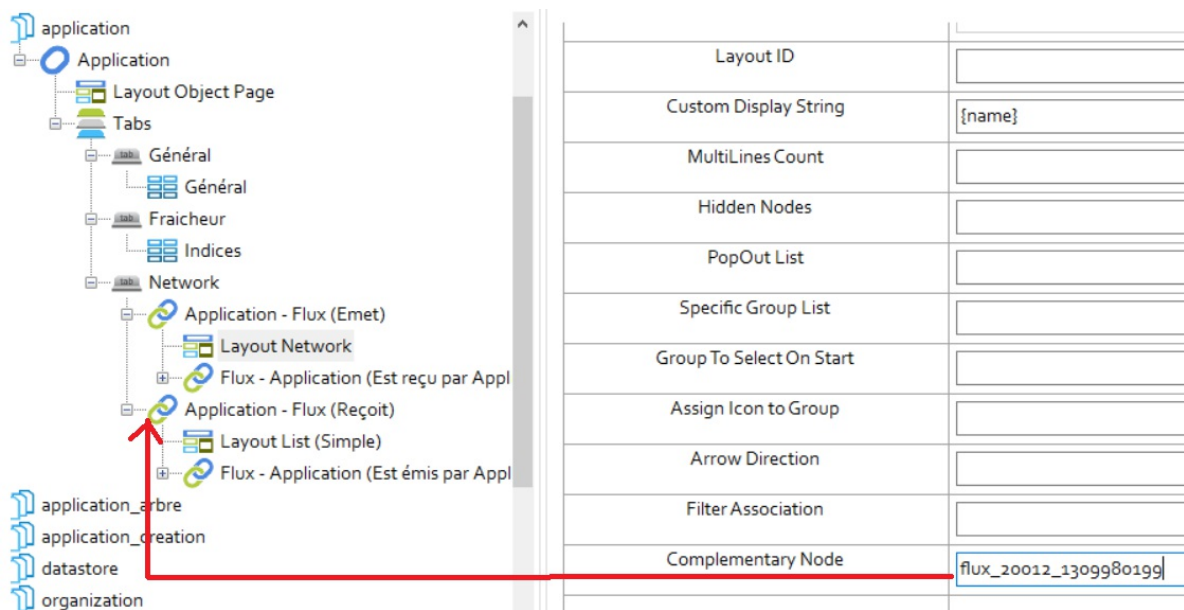 application
Application
Layout Object Page
Tabs
tab Général
Général
tab Fraicheur
Indices
tab Network
Application - Flux (Emet)
Layout Network
Flux - Application (Est reçu par Appl
Application - Flux (Reçoit)
Layout List (Simple)
Flux - Application (Est émis par Appl
application_arbre
application_creation
datastore
organization
Layout ID
Custom Display String {name}
MultiLines Count
Hidden Nodes
PopOut List
Specific Group List
Group To Select On Start
Assign Icon to Group
Arrow Direction
Filter Association
Complementary Node flux_20012_1309980199